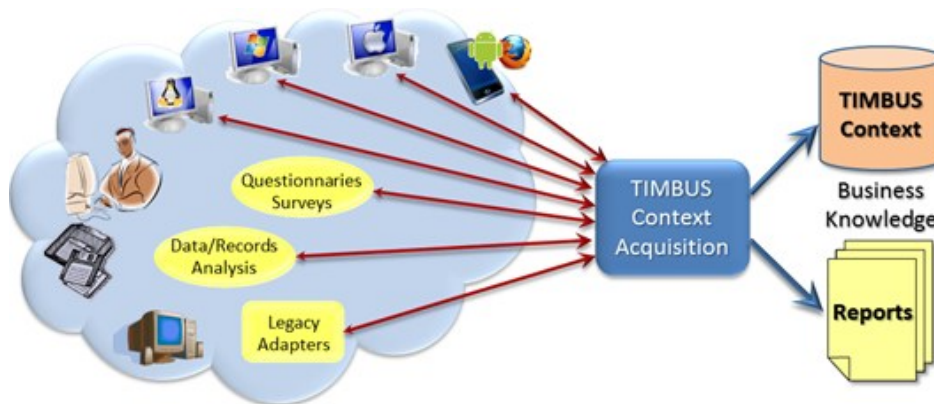 Questionnaries
Surveys
Data/Records
Analysis
Legacy
Adapters
TIMBUS
Context
Acquisition
TIMBUS
Context
Business
Knowledge
Reports